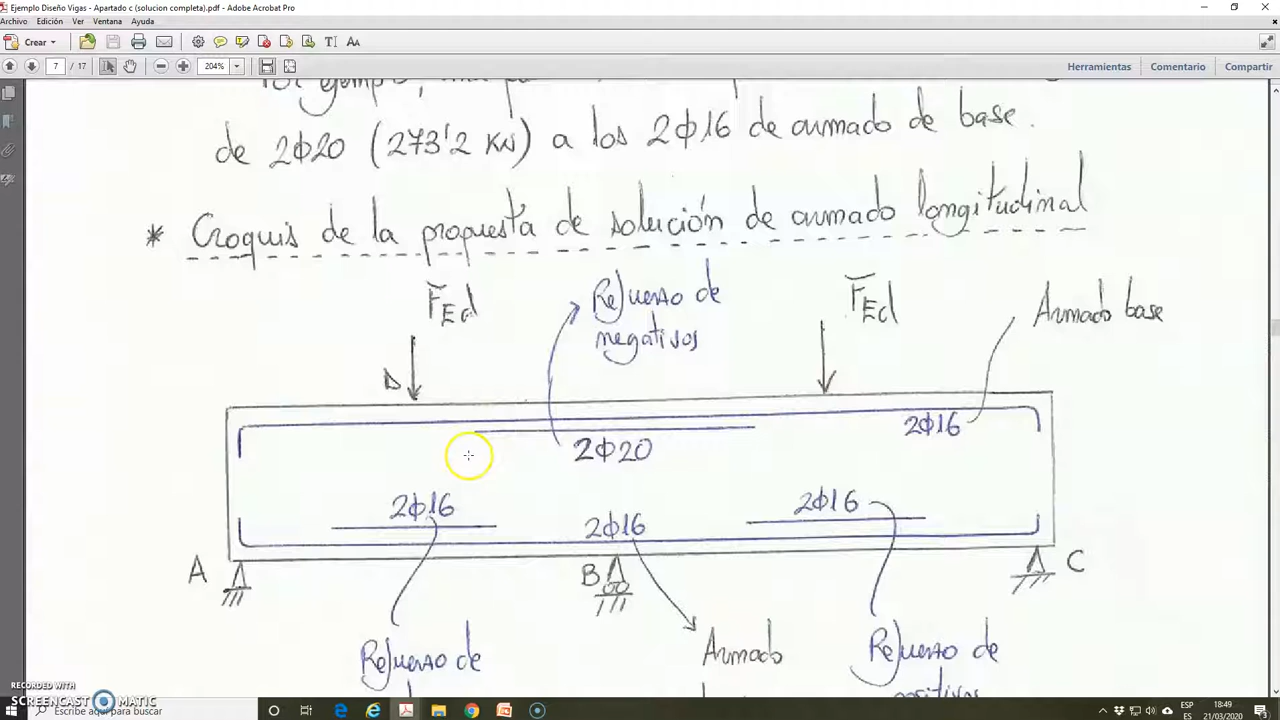 Ejemplo Diseño Vigas - Apartado c (solucion completa).pdf - Adobe Acrobat Pro
Archivo Edición Ver Ventana Ayuda
Crear
7 / 17 204% Herramientas Comentario Compartir
de 2Φ20 (273'2 KN) a los 2Φ16 de armado de base.
* Croquis de la propuesta de solución de armado longitudinal
FEd
Refuerzo de
negativos
FEd
Armado base
D
2Φ16
2Φ20
2Φ16
2Φ16
2Φ16
A
B
C
Refuerzo de
Armado
Refuerzo de
positivos
RECORDED WITH
SCREENCAST MATIC
Escribe aquí para buscar
ESP
ES
18:49
21/03/2020